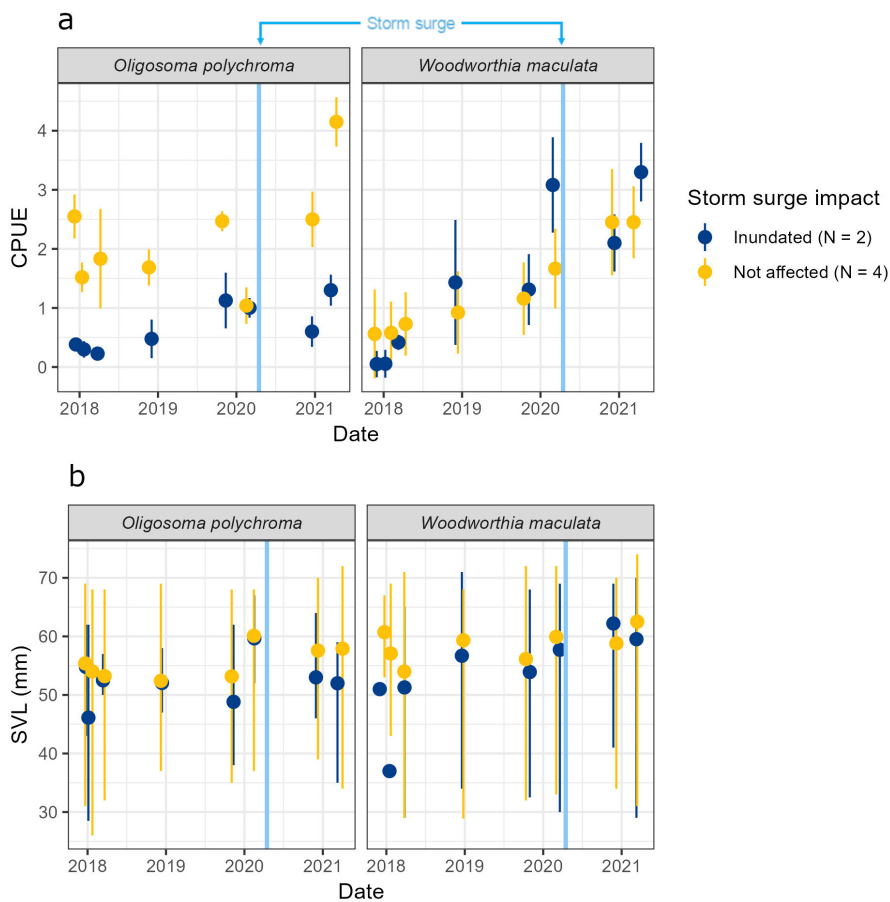 a
Storm surge
Oligosoma polychroma
Woodworthia maculata
CPUE
4
3
2
1
0
2018 2019 2020 2021
2018 2019 2020 2021
Date
Storm surge impact
Inundated (N = 2)
Not affected (N = 4)
b
Oligosoma polychroma
Woodworthia maculata
SVL (mm)
70
60
50
40
30
2018 2019 2020 2021
2018 2019 2020 2021
Date